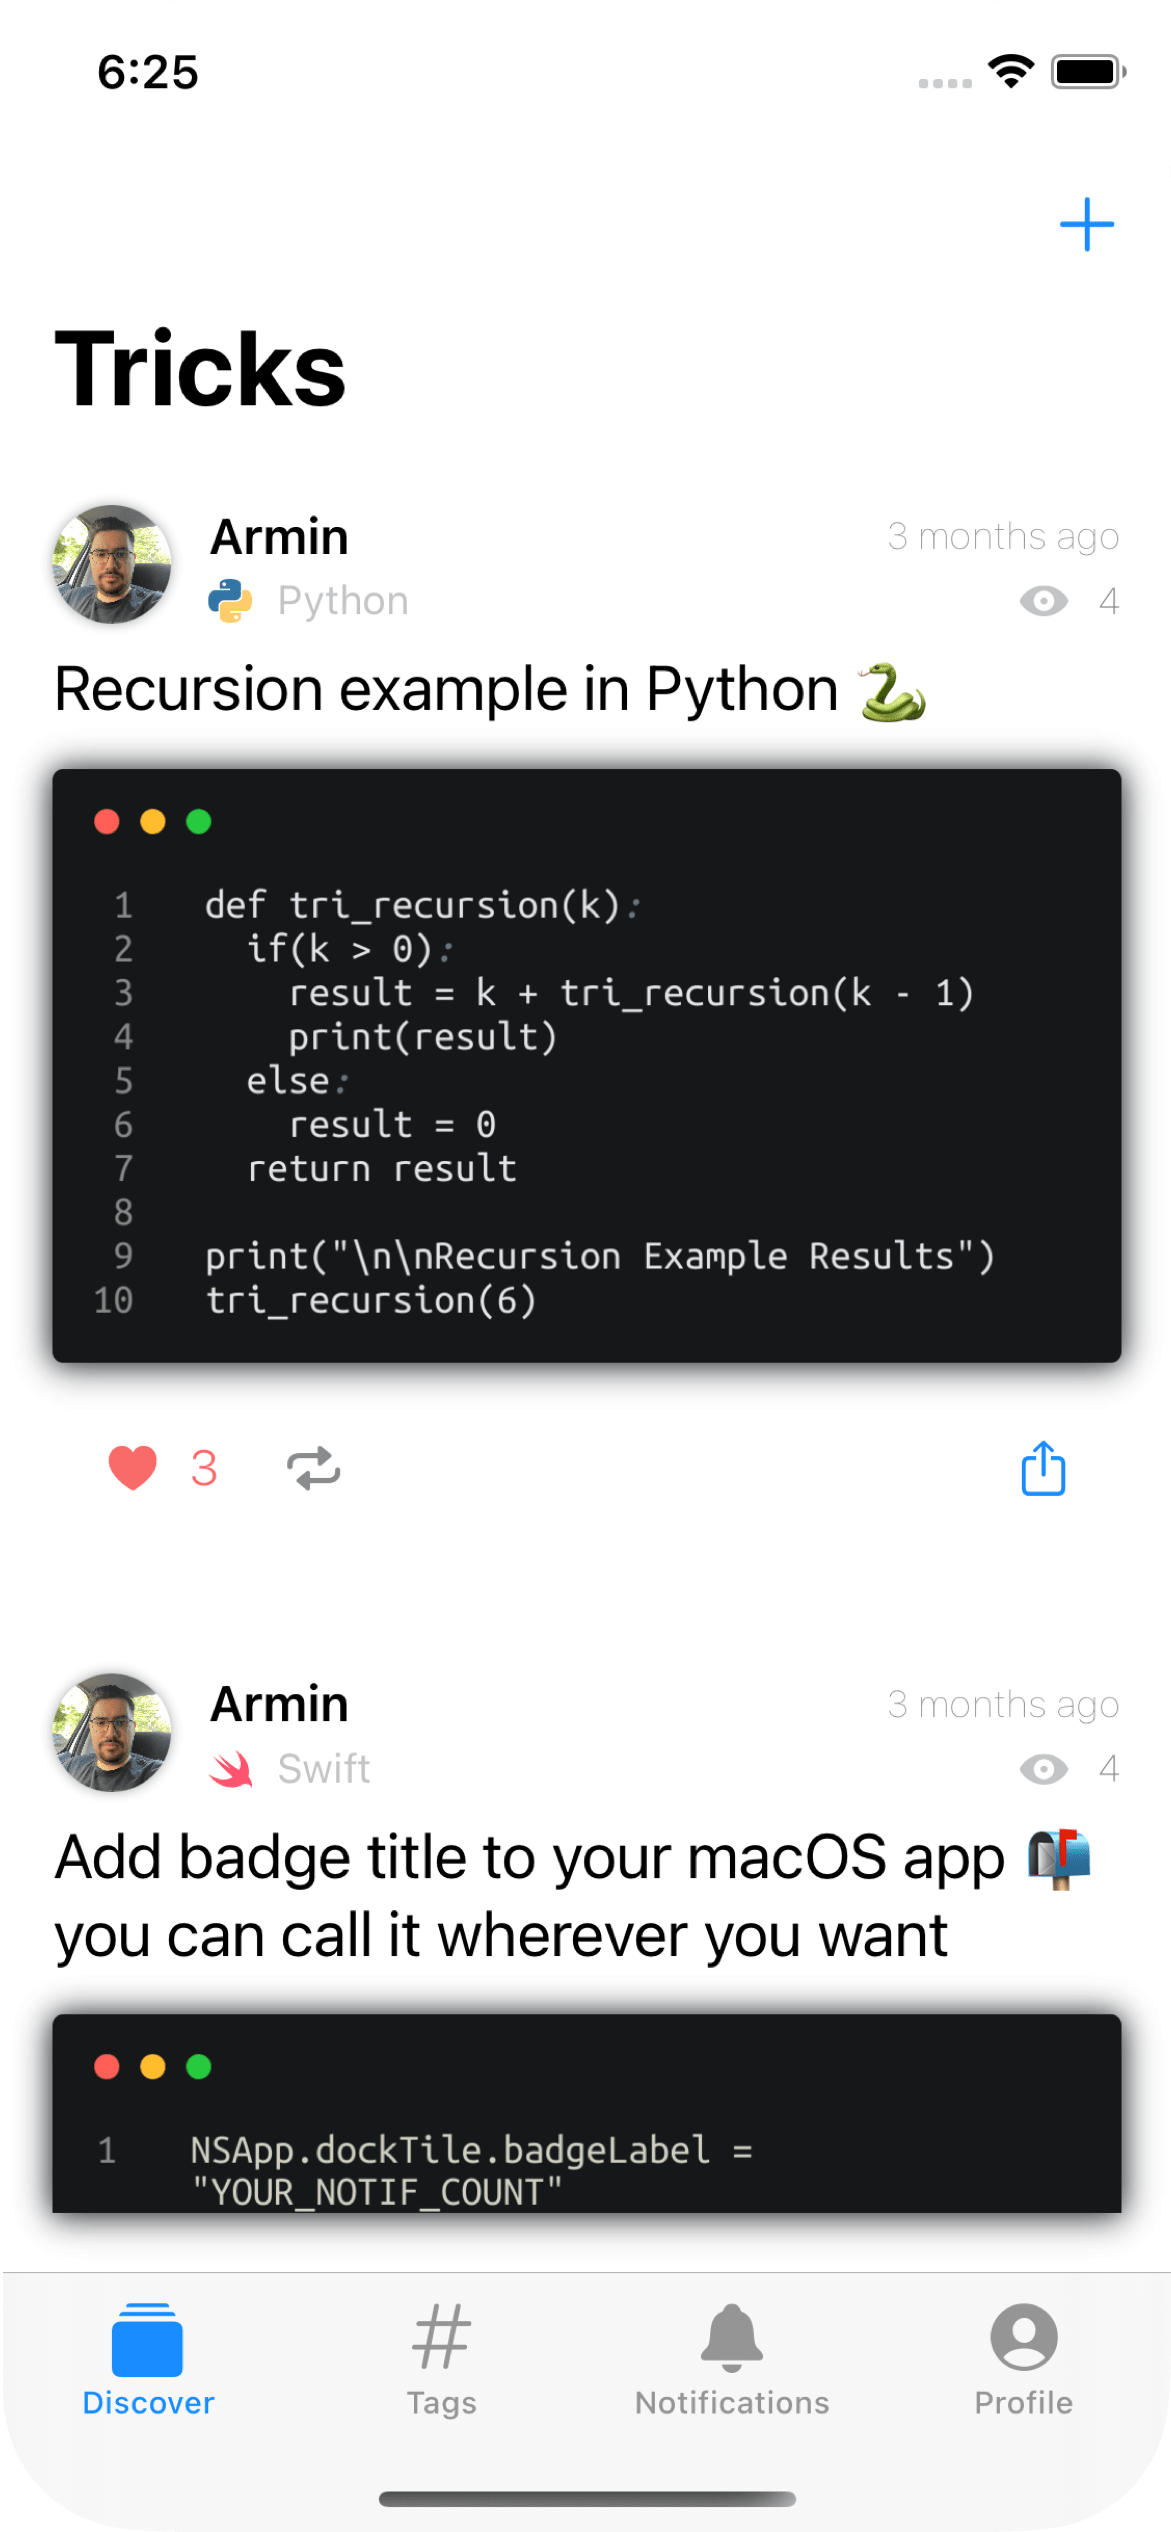 6:25
Tricks
Armin
3 months ago
Python
4
Recursion example in Python 🐍
1 def tri_recursion(k):
2   if(k > 0):
3     result = k + tri_recursion(k - 1)
4     print(result)
5   else:
6     result = 0
7   return result
8
9 print("\n\nRecursion Example Results")
10 tri_recursion(6)
3
Armin
3 months ago
Swift
4
Add badge title to your macOS app 📬
you can call it wherever you want
1 NSApp.dockTile.badgeLabel =
"YOUR_NOTIF_COUNT"
Discover
Tags
Notifications
Profile